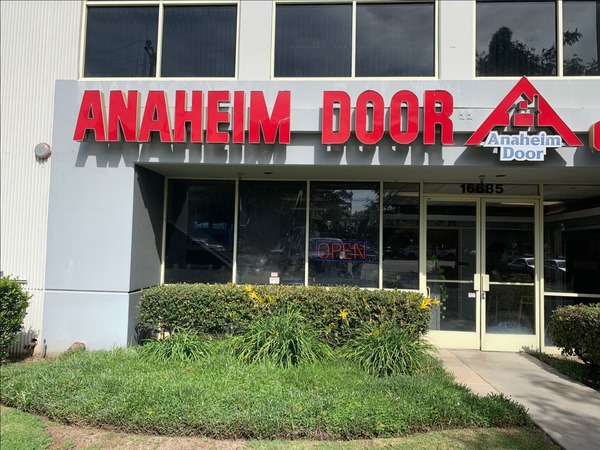 ANAHEIM DOOR
Anaheim
Door
16685
OPEN